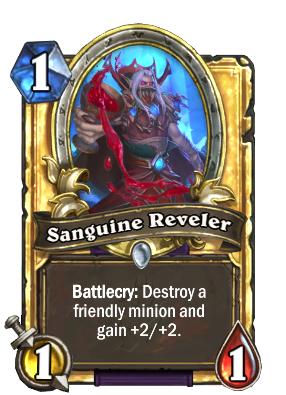 1
Sanguine Reveler
Battlecry: Destroy a
friendly minion and
gain +2/+2.
1
1